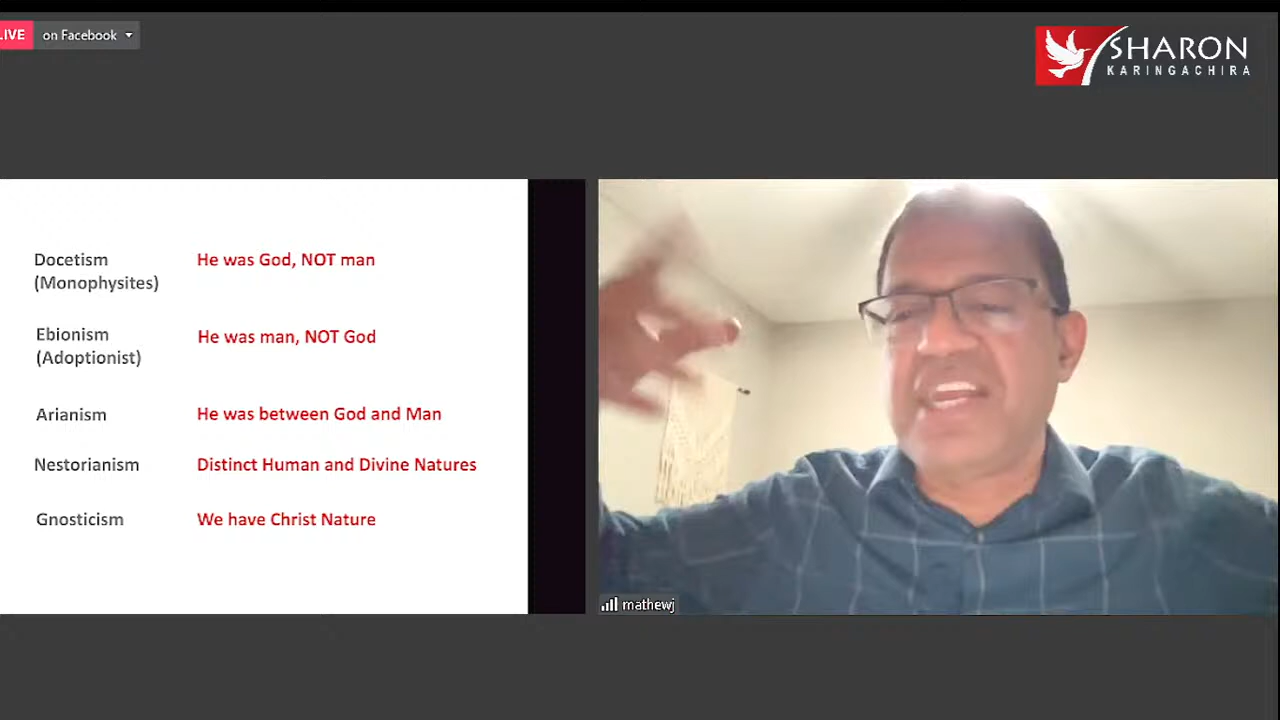 LIVE
on Facebook
SHARON
KARINGACHIRA
Docetism He was God, NOT man
(Monophysites)
Ebionism He was man, NOT God
(Adoptionist)
Arianism He was between God and Man
Nestorianism Distinct Human and Divine Natures
Gnosticism We have Christ Nature
mathewj